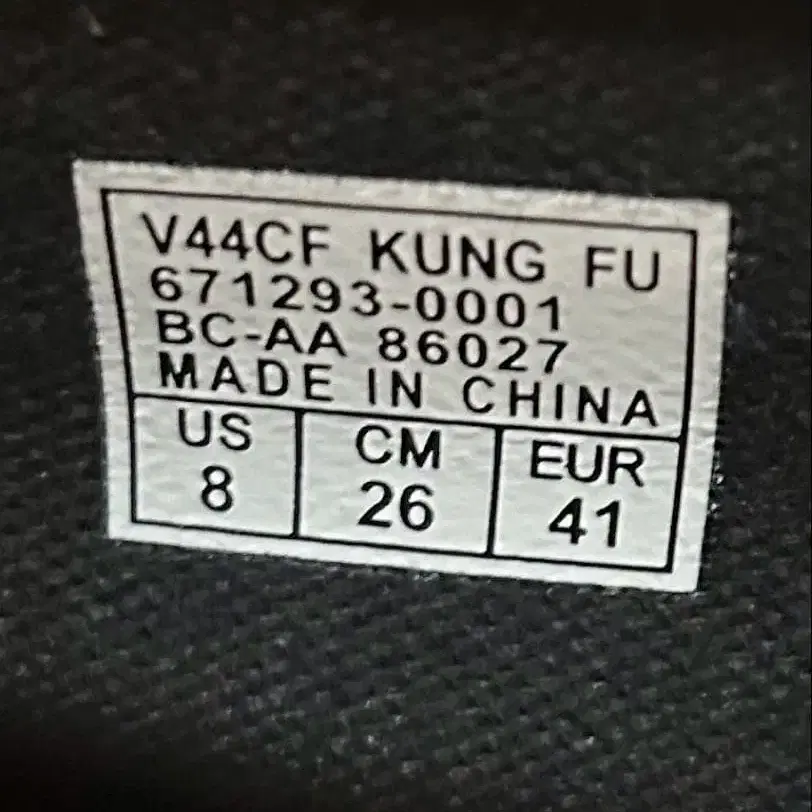 V44CF KUNG FU
671293-0001
BC-AA 86027
MADE IN CHINA
US CM EUR
8 26 41